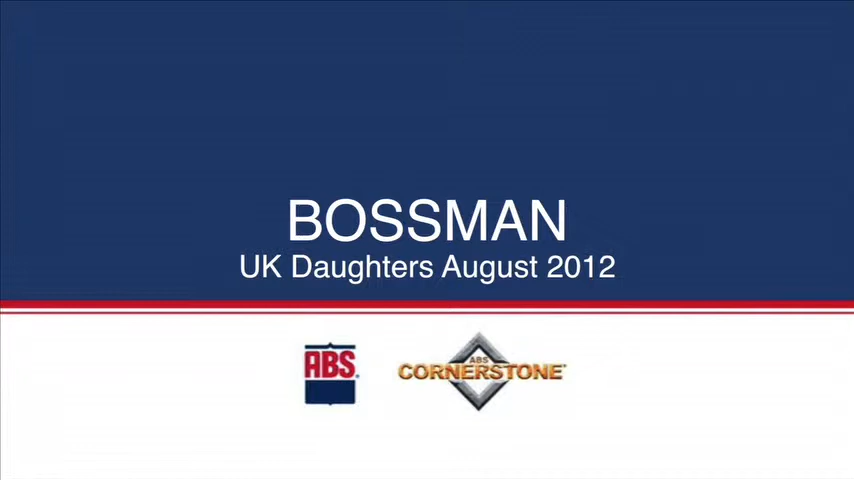 BOSSMAN
UK Daughters August 2012
ABS
ABS
CORNERSTONE